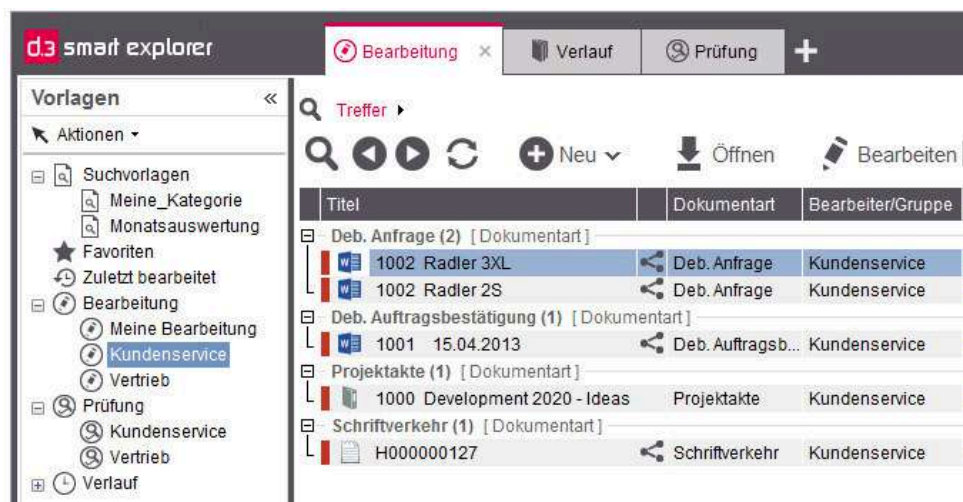 d.3 smart explorer
Bearbeitung
Verlauf
Prüfung
Vorlagen
Aktionen
Suchvorlagen
Meine_Kategorie
Monatsauswertung
Favoriten
Zuletzt bearbeitet
Bearbeitung
Meine Bearbeitung
Kundenservice
Vertrieb
Prüfung
Kundenservice
Vertrieb
Verlauf
Treffer
Neu Öffnen Bearbeiten
Titel Dokumentart Bearbeiter/Gruppe
Deb. Anfrage (2) [Dokumentart]
1002 Radler 3XL Deb. Anfrage Kundenservice
1002 Radler 2S Deb. Anfrage Kundenservice
Deb. Auftragsbestätigung (1) [Dokumentart]
1001 15.04.2013 Deb. Auftragsb... Kundenservice
Projektakte (1) [Dokumentart]
1000 Development 2020 - Ideas Projektakte Kundenservice
Schriftverkehr (1) [Dokumentart]
H000000127 Schriftverkehr Kundenservice